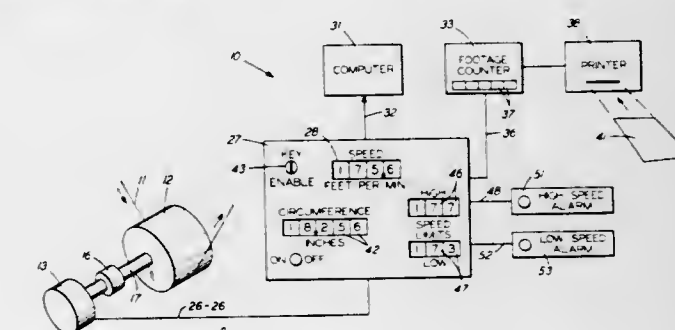 31
COMPUTER
33
FOOTAGE
COUNTER
37
38
PRINTER
41
10
32
36
27
28
43
KEY
ENABLE
SPEED
1 7 5 6
FEET PER MIN
46
HIGH
1 7 7
SPEED
LIMITS
1 7 3
LOW
47
CIRCUMFERENCE
1 8 2 5 6
INCHES
42
ON OFF
48
51
HIGH SPEED
ALARM
52
LOW SPEED
ALARM
53
11
12
13
16
17
26-26